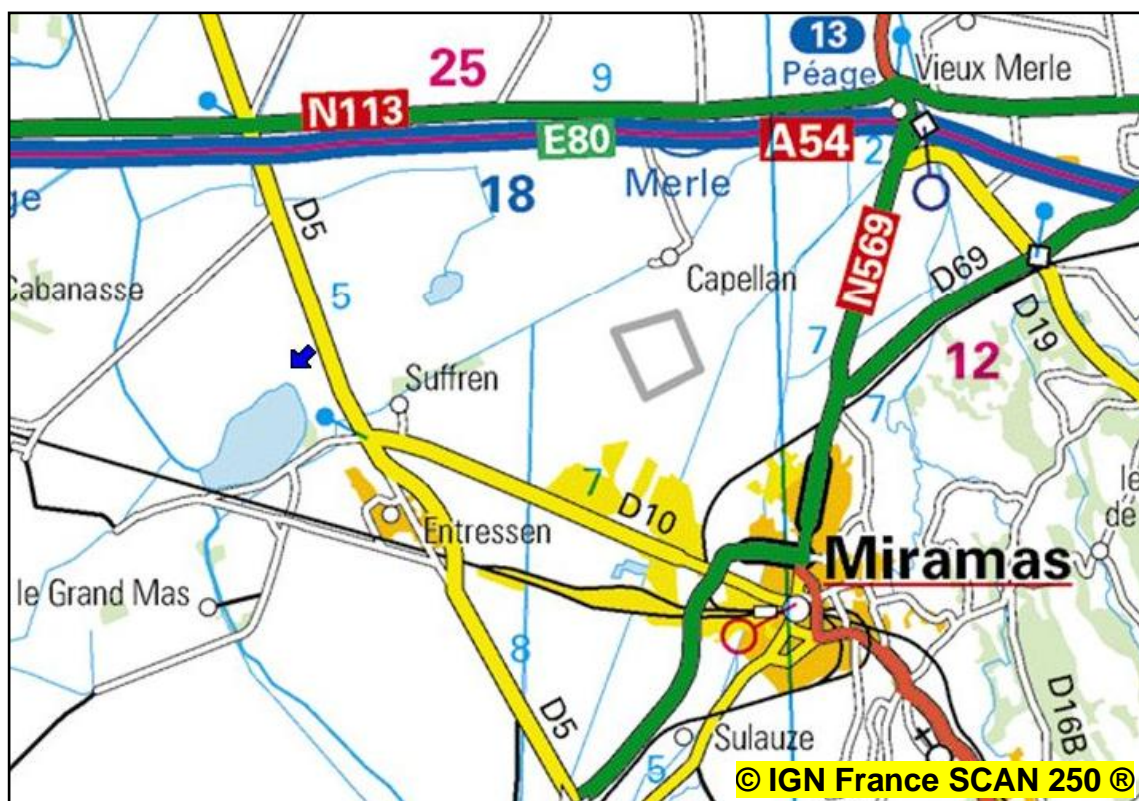 13
25
9
Péage
Vieux Merle
N113
E80
A54
2
ge
18
Merle
D5
N569
Capellan
D69
Cabanasse
5
7
D19
12
Suffren
7
7
D10
Entressen
le
de
Miramas
le Grand Mas
8
D5
D16B
Sulauze
5
© IGN France SCAN 250 ®